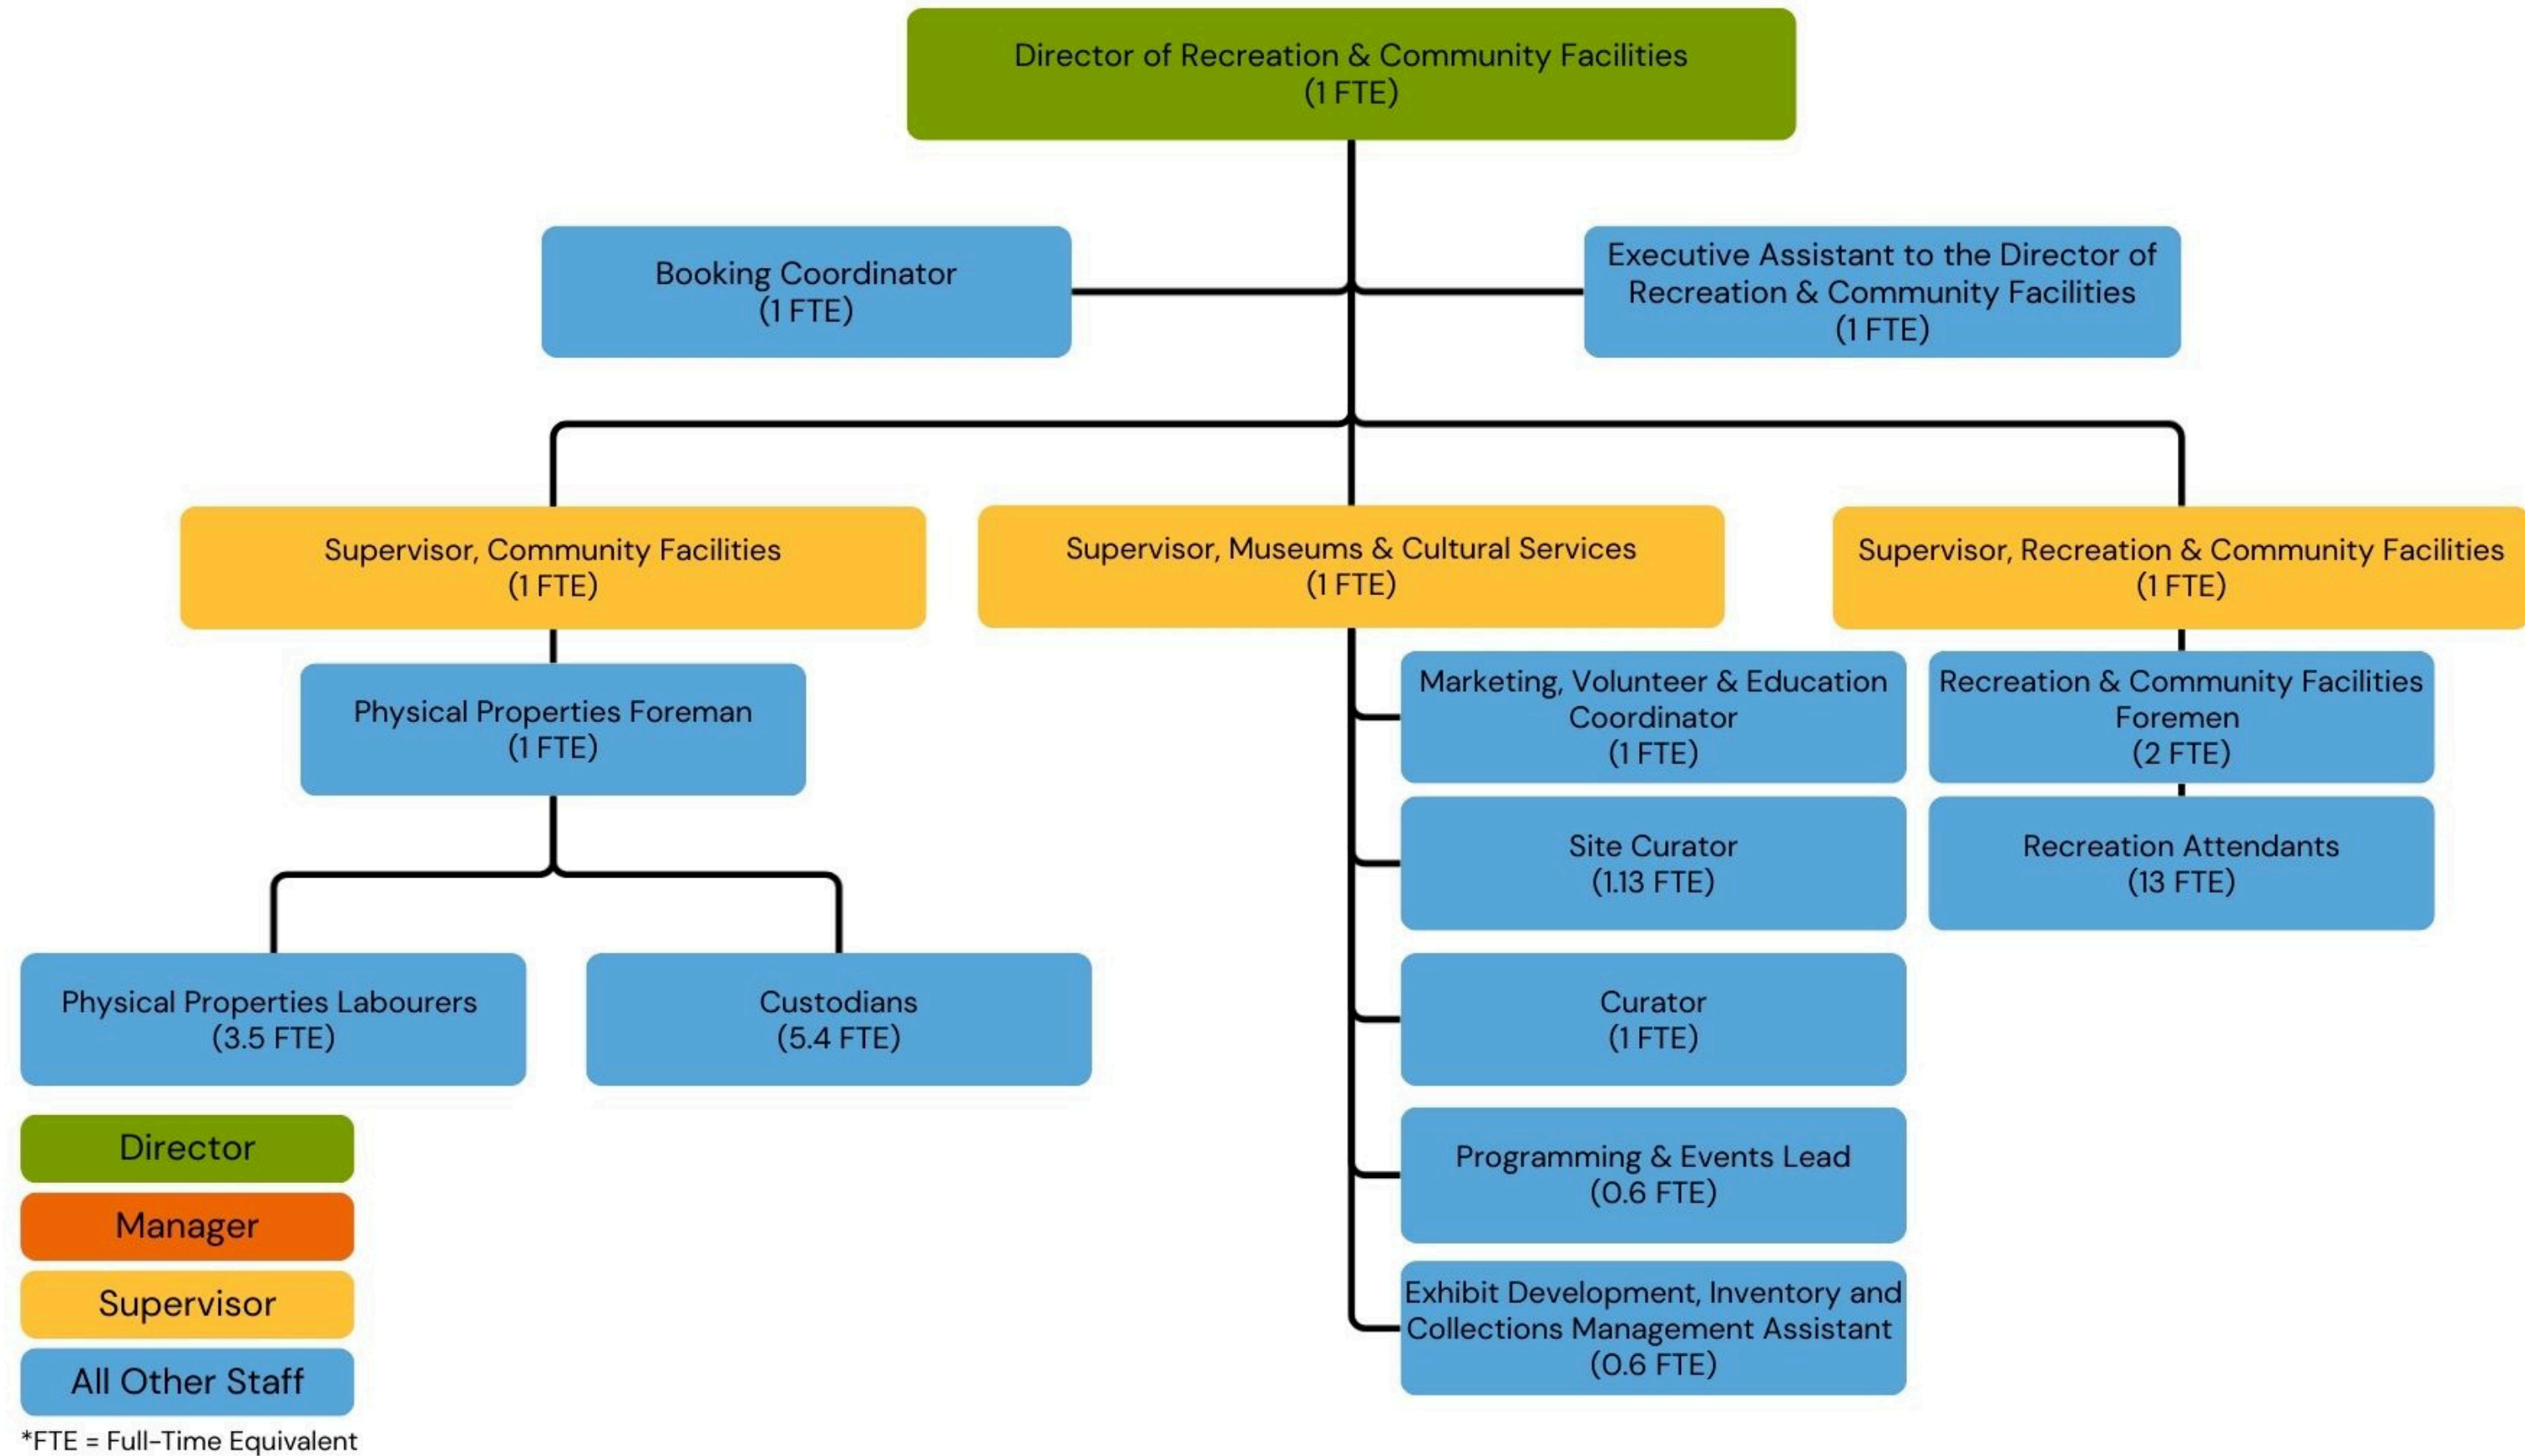 Director of Recreation & Community Facilities
(1 FTE)
Booking Coordinator
(1 FTE)
Executive Assistant to the Director of
Recreation & Community Facilities
(1 FTE)
Supervisor, Community Facilities
(1 FTE)
Supervisor, Museums & Cultural Services
(1 FTE)
Supervisor, Recreation & Community Facilities
(1 FTE)
Physical Properties Foreman
(1 FTE)
Marketing, Volunteer & Education
Coordinator
(1 FTE)
Recreation & Community Facilities
Foremen
(2 FTE)
Site Curator
(1.13 FTE)
Recreation Attendants
(13 FTE)
Physical Properties Labourers
(3.5 FTE)
Custodians
(5.4 FTE)
Curator
(1 FTE)
Programming & Events Lead
(0.6 FTE)
Exhibit Development, Inventory and
Collections Management Assistant
(0.6 FTE)
Director
Manager
Supervisor
All Other Staff
*FTE = Full-Time Equivalent